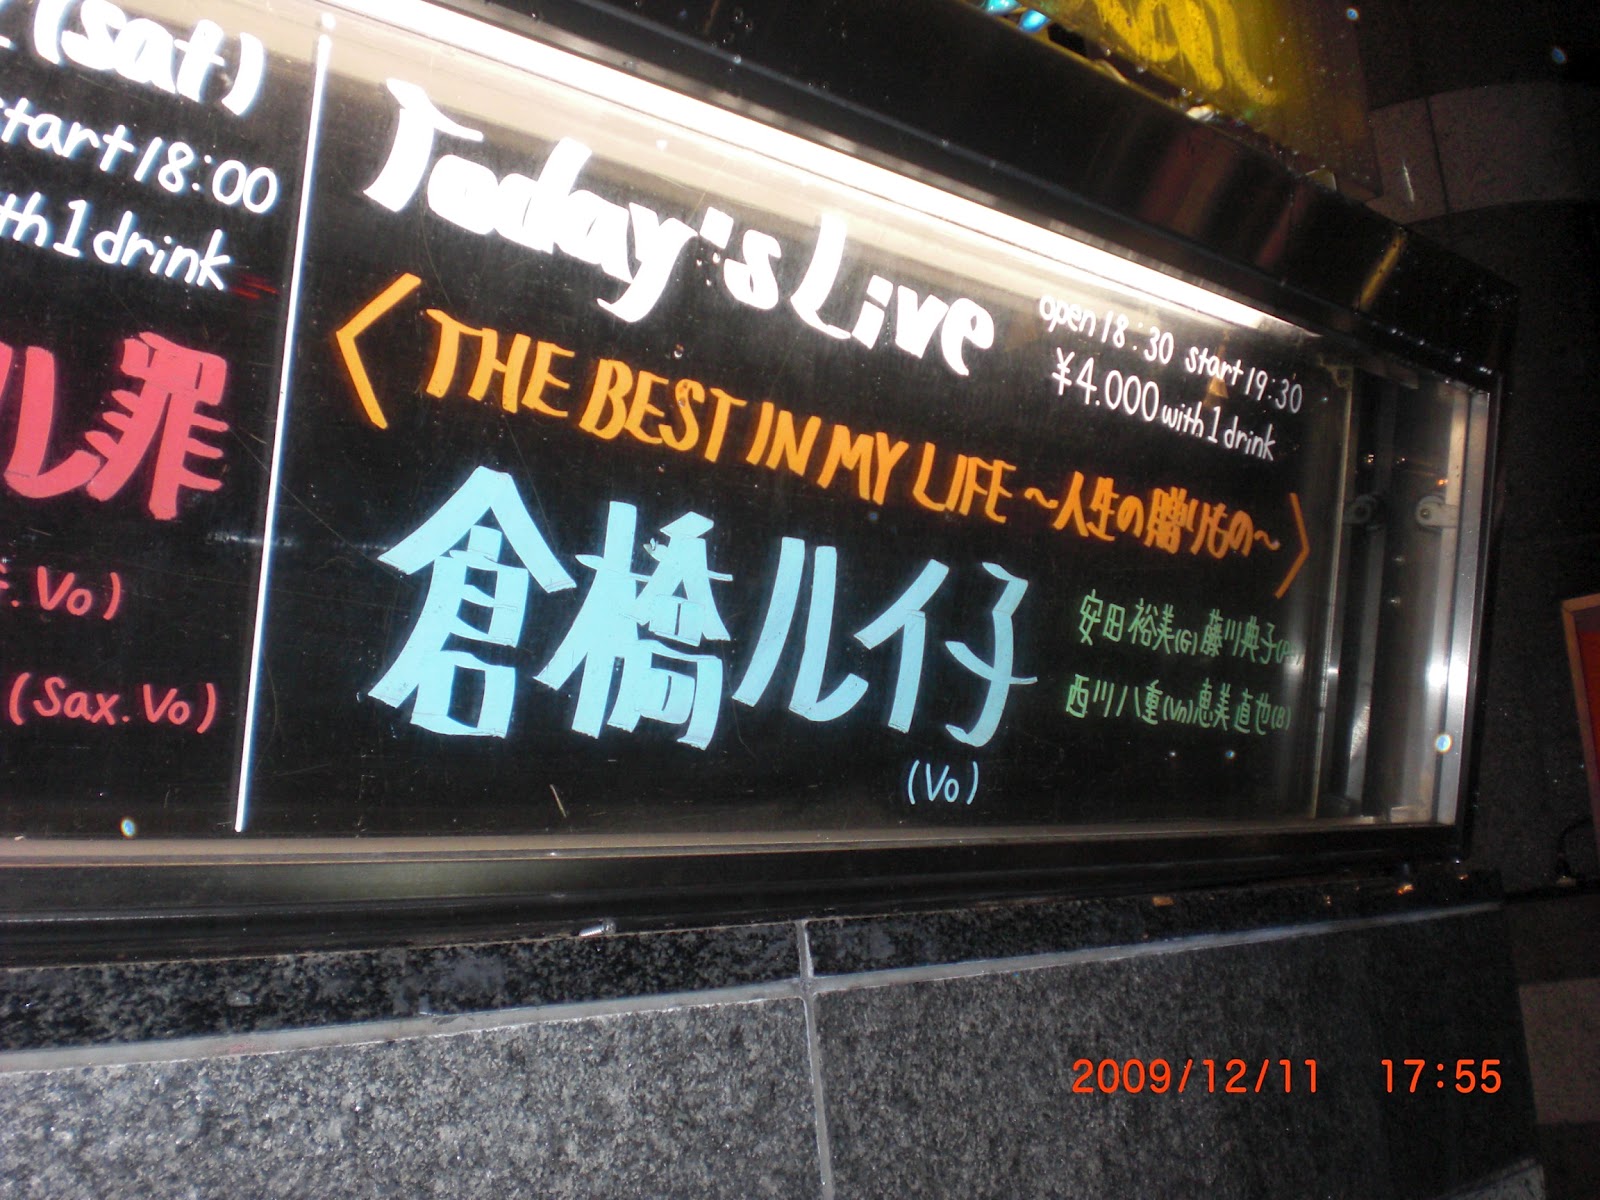 (sat)
start 18:00
with 1 drink
ル罪
. Vo)
(Sax. Vo)
Today's Live
open 18:30 start 19:30
¥4.000 with 1 drink
〈THE BEST IN MY LIFE ～人生の贈りもの～〉
倉橋ルイ子
(Vo)
安田裕美(G) 藤川典子
西川八重(Vn) 恵美直也(B)
2009/12/11 17:55